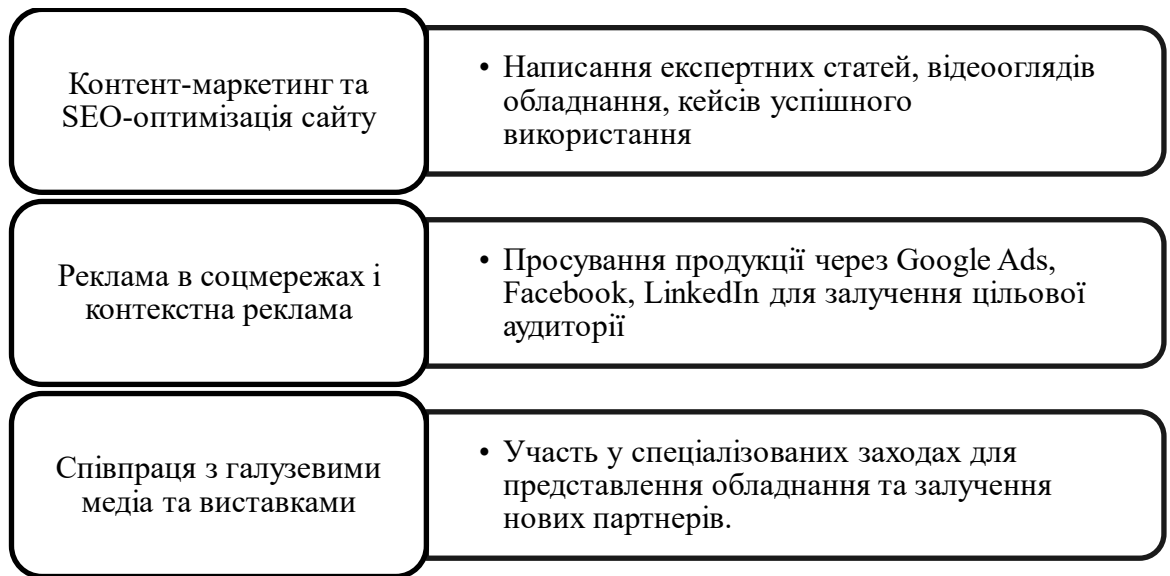 Контент-маркетинг та
SEO-оптимізація сайту
• Написання експертних статей, відеооглядів
обладнання, кейсів успішного
використання
Реклама в соцмережах і
контекстна реклама
• Просування продукції через Google Ads,
Facebook, LinkedIn для залучення цільової
аудиторії
Співпраця з галузевими
медіа та виставками
• Участь у спеціалізованих заходах для
представлення обладнання та залучення
нових партнерів.